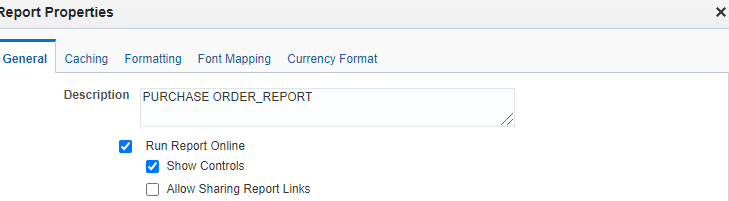 Report Properties
General Caching Formatting Font Mapping Currency Format
Description PURCHASE ORDER_REPORT
Run Report Online
Show Controls
Allow Sharing Report Links